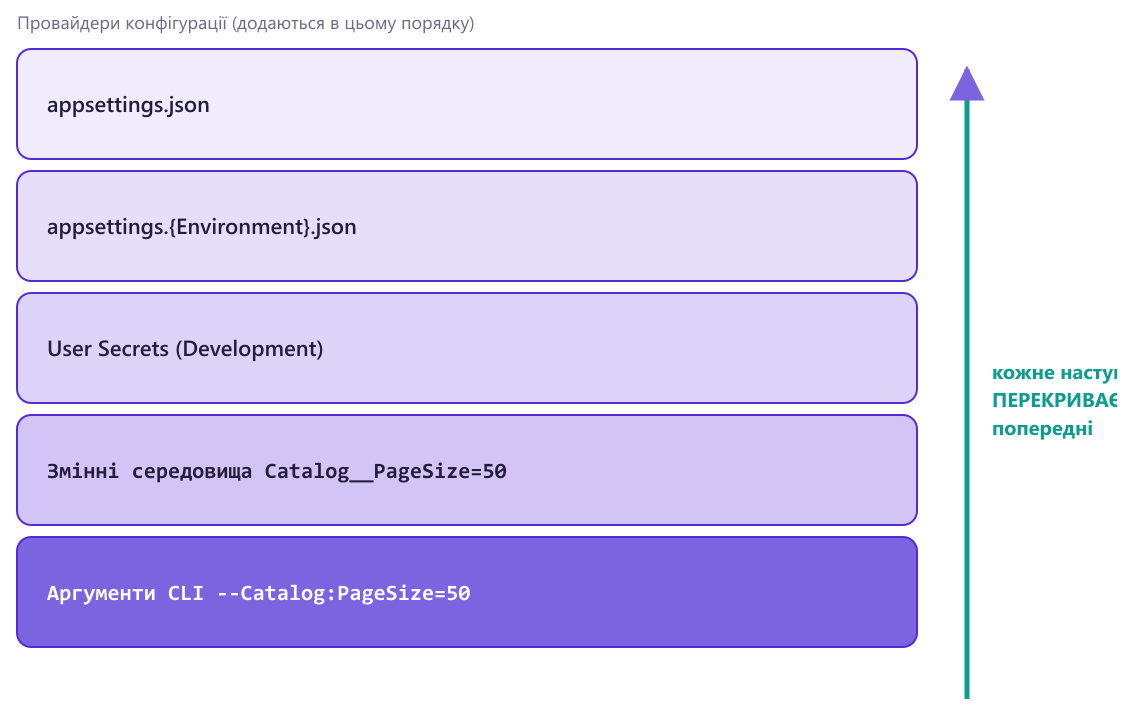 Провайдери конфігурації (додаються в цьому порядку)
appsettings.json
appsettings.{Environment}.json
User Secrets (Development)
Змінні середовища Catalog__PageSize=50
Аргументи CLI --Catalog:PageSize=50
кожне
ПЕРЕКРИВАЄ
попередні